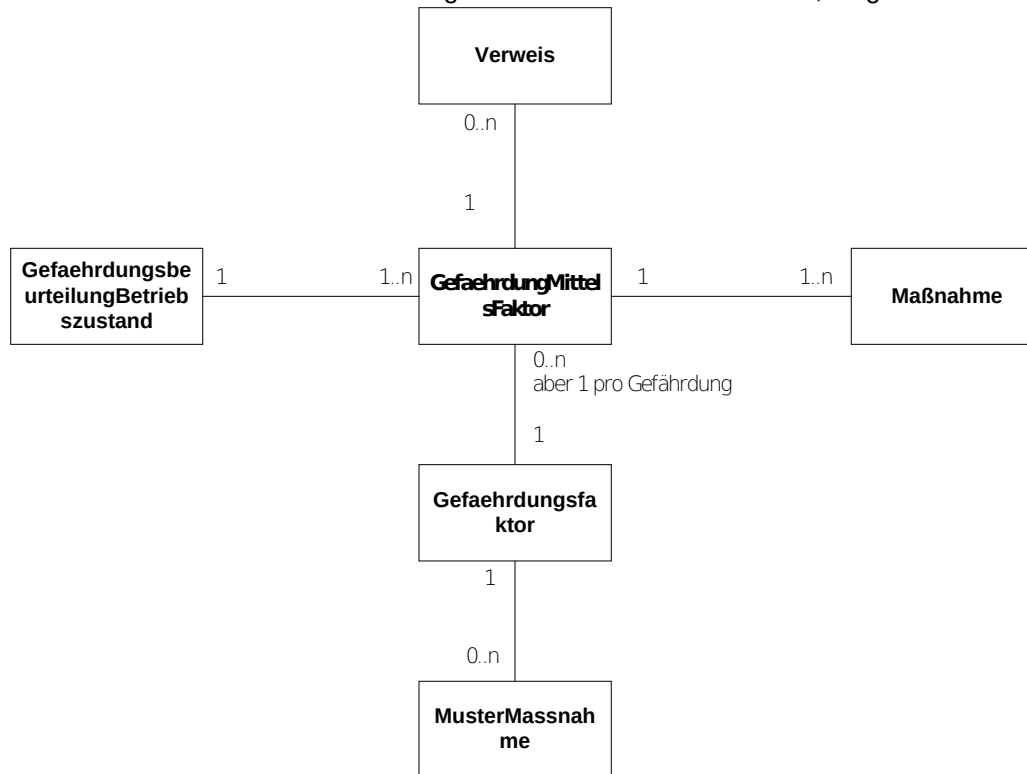 Verweis
0..n
1
Gefaehrdungsbe
urteilungBetrieb
szustand
1
1..n
GefaehrdungMittel
sFaktor
1
1..n
Maßnahme
0..n
aber 1 pro Gefährdung
1
Gefaehrdungsfa
ktor
1
0..n
MusterMassnah
me